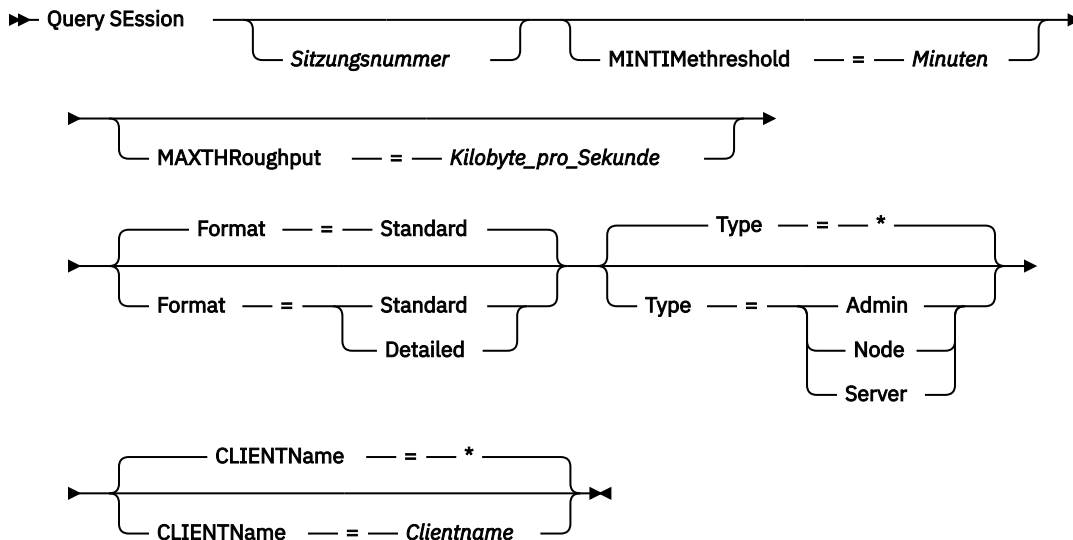 Query SEssion
Sitzungsnummer
MINTIMethreshold = Minuten
MAXTHRoughput = Kilobyte_pro_Sekunde
Format = Standard
Type = *
Format = Standard
Detailed
Type = Admin
Node
Server
CLIENTName = *
CLIENTName = Clientname